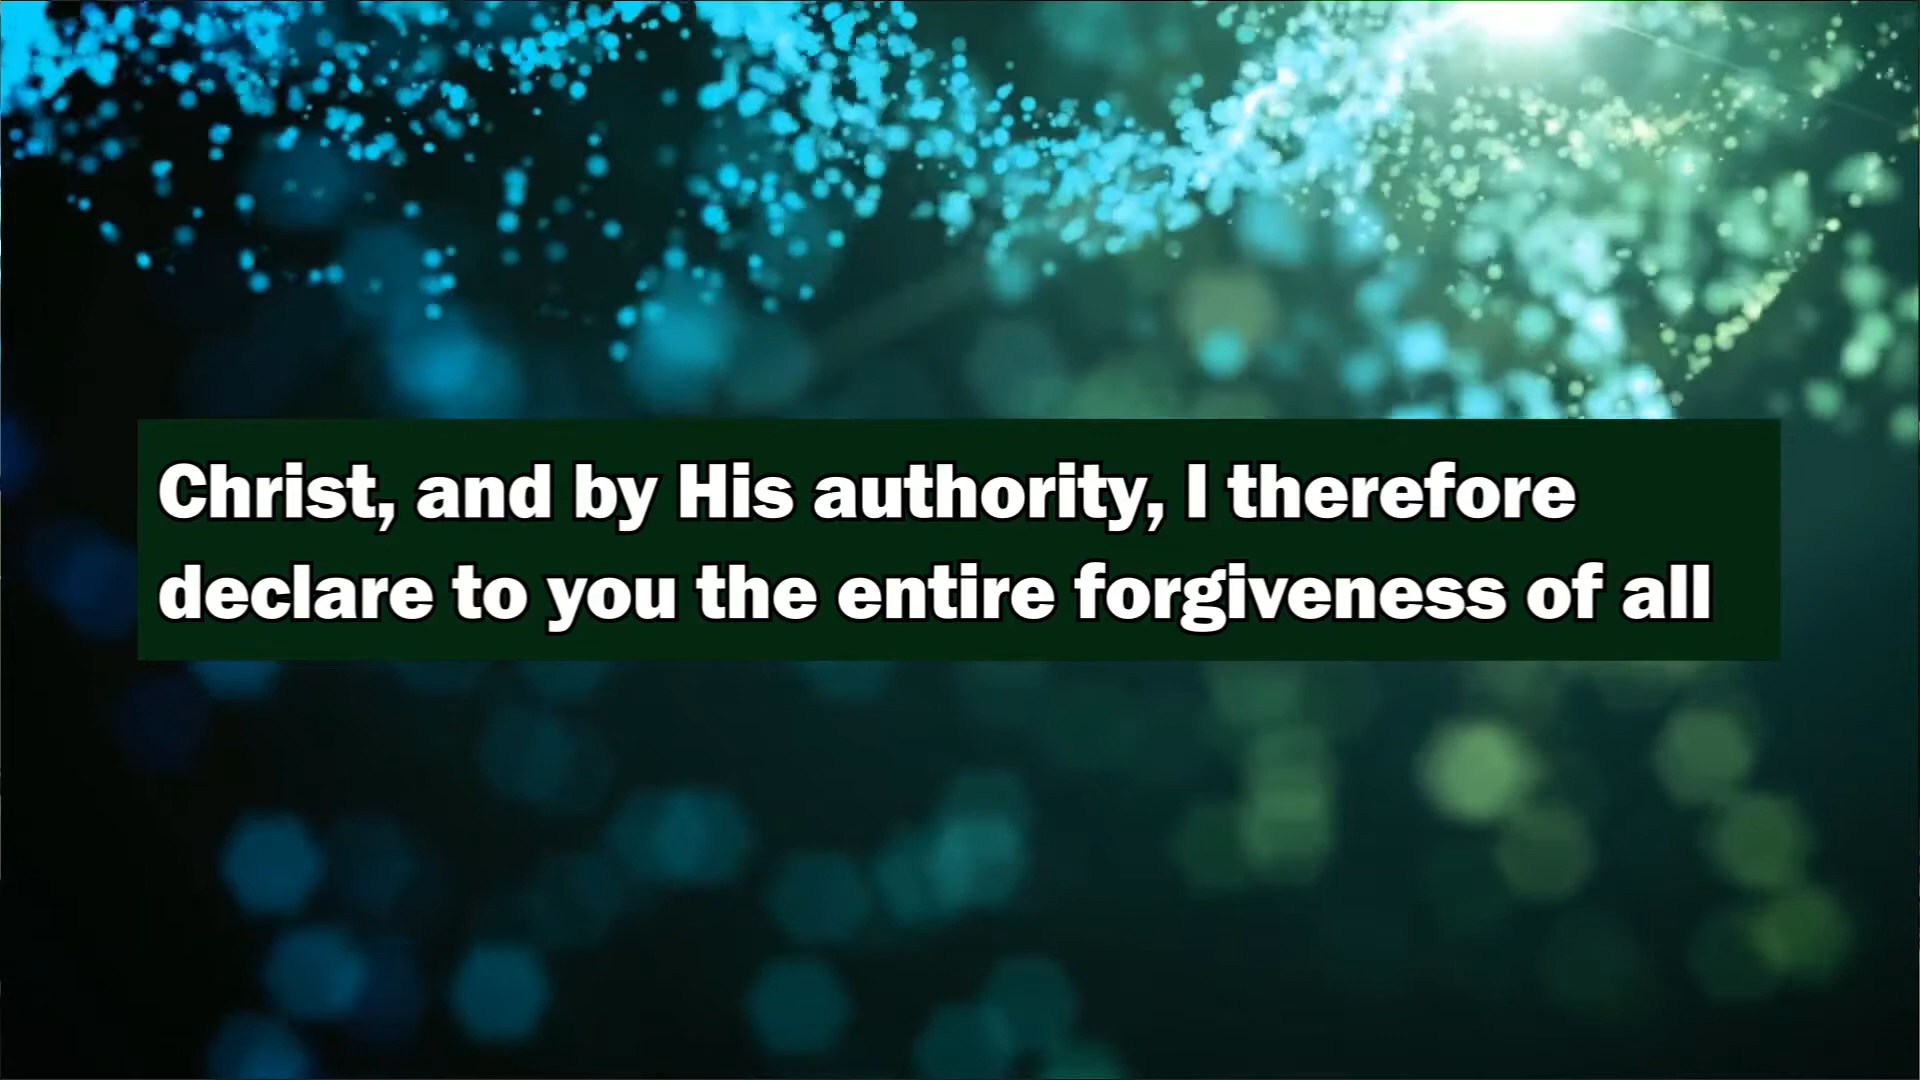 Christ, and by His authority, I therefore
declare to you the entire forgiveness of all